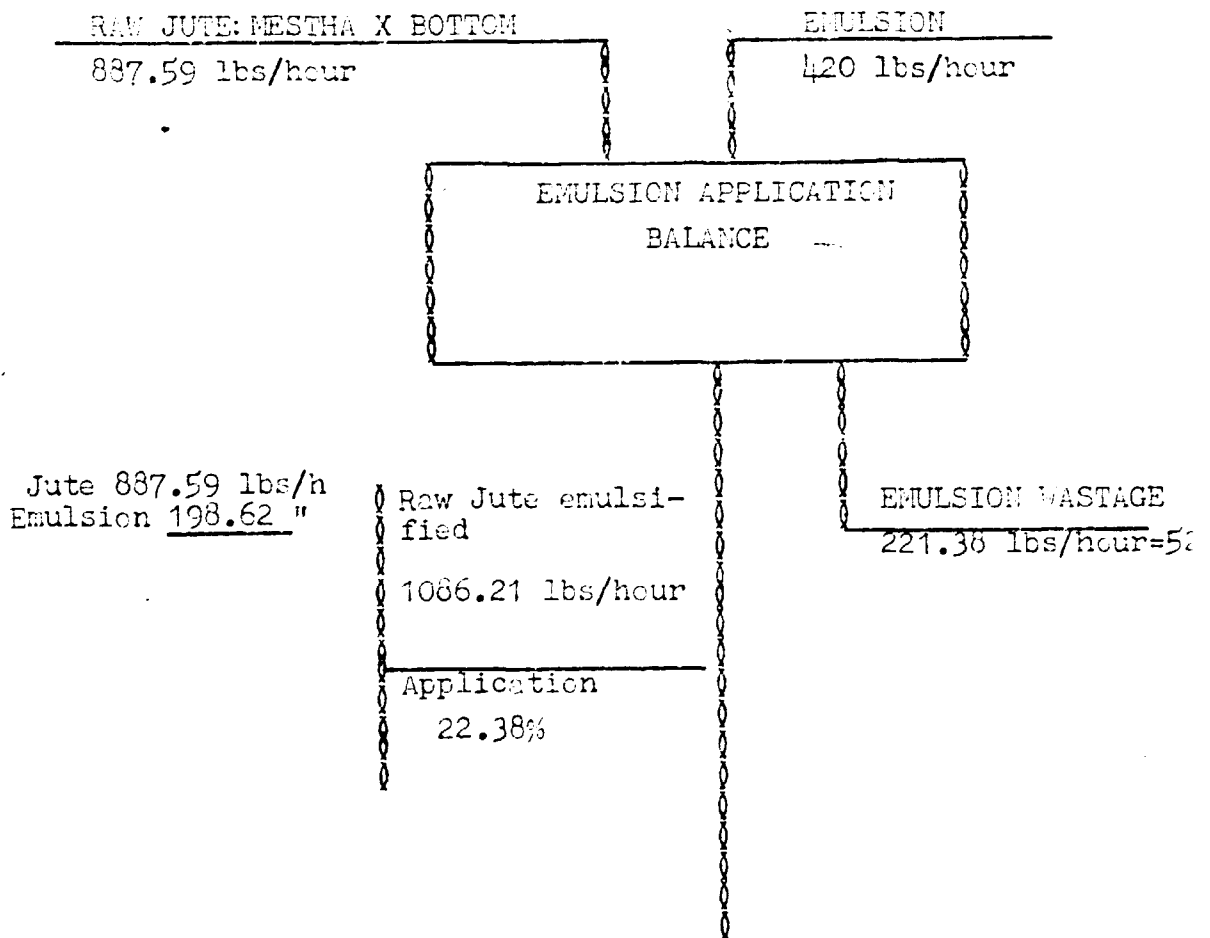 RAW JUTE: MESTHA X BOTTOM
887.59 lbs/hour
EMULSION
420 lbs/hour
EMULSION APPLICATION
BALANCE
Jute 887.59 lbs/h
Emulsion 198.62 "
Raw Jute emulsi-
fied
1086.21 lbs/hour
Application
22.38%
EMULSION WASTAGE
221.38 lbs/hour=52